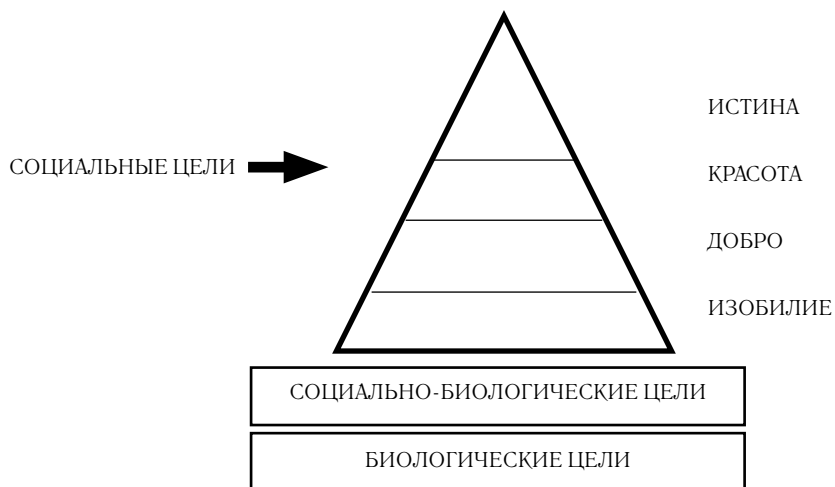 ИСТИНА
СОЦИАЛЬНЫЕ ЦЕЛИ
КРАСОТА
ДОБРО
ИЗОБИЛИЕ
СОЦИАЛЬНО-БИОЛОГИЧЕСКИЕ ЦЕЛИ
БИОЛОГИЧЕСКИЕ ЦЕЛИ